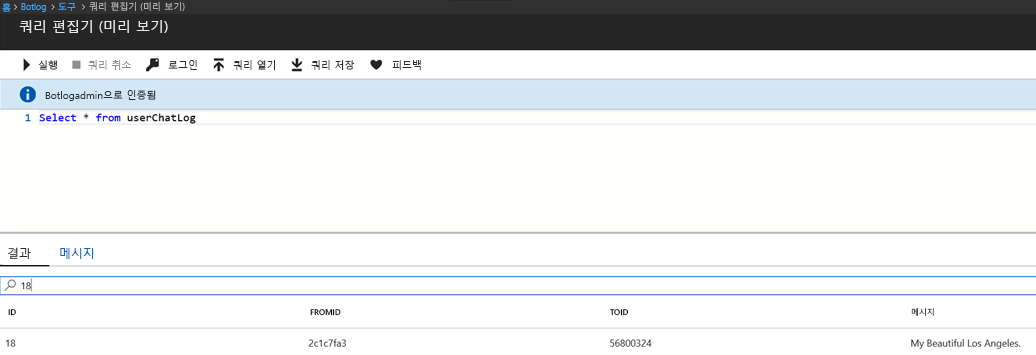 홈 > Botlog > 도구 > 쿼리 편집기 (미리 보기)
쿼리 편집기 (미리 보기)
실행 쿼리 취소 로그인 쿼리 열기 쿼리 저장 피드백
Botlogadmin으로 인증됨
1 Select * from userChatLog
결과 메시지
18
ID FROMID TOID 메시지
18 2c1c7fa3 56800324 My Beautiful Los Angeles.